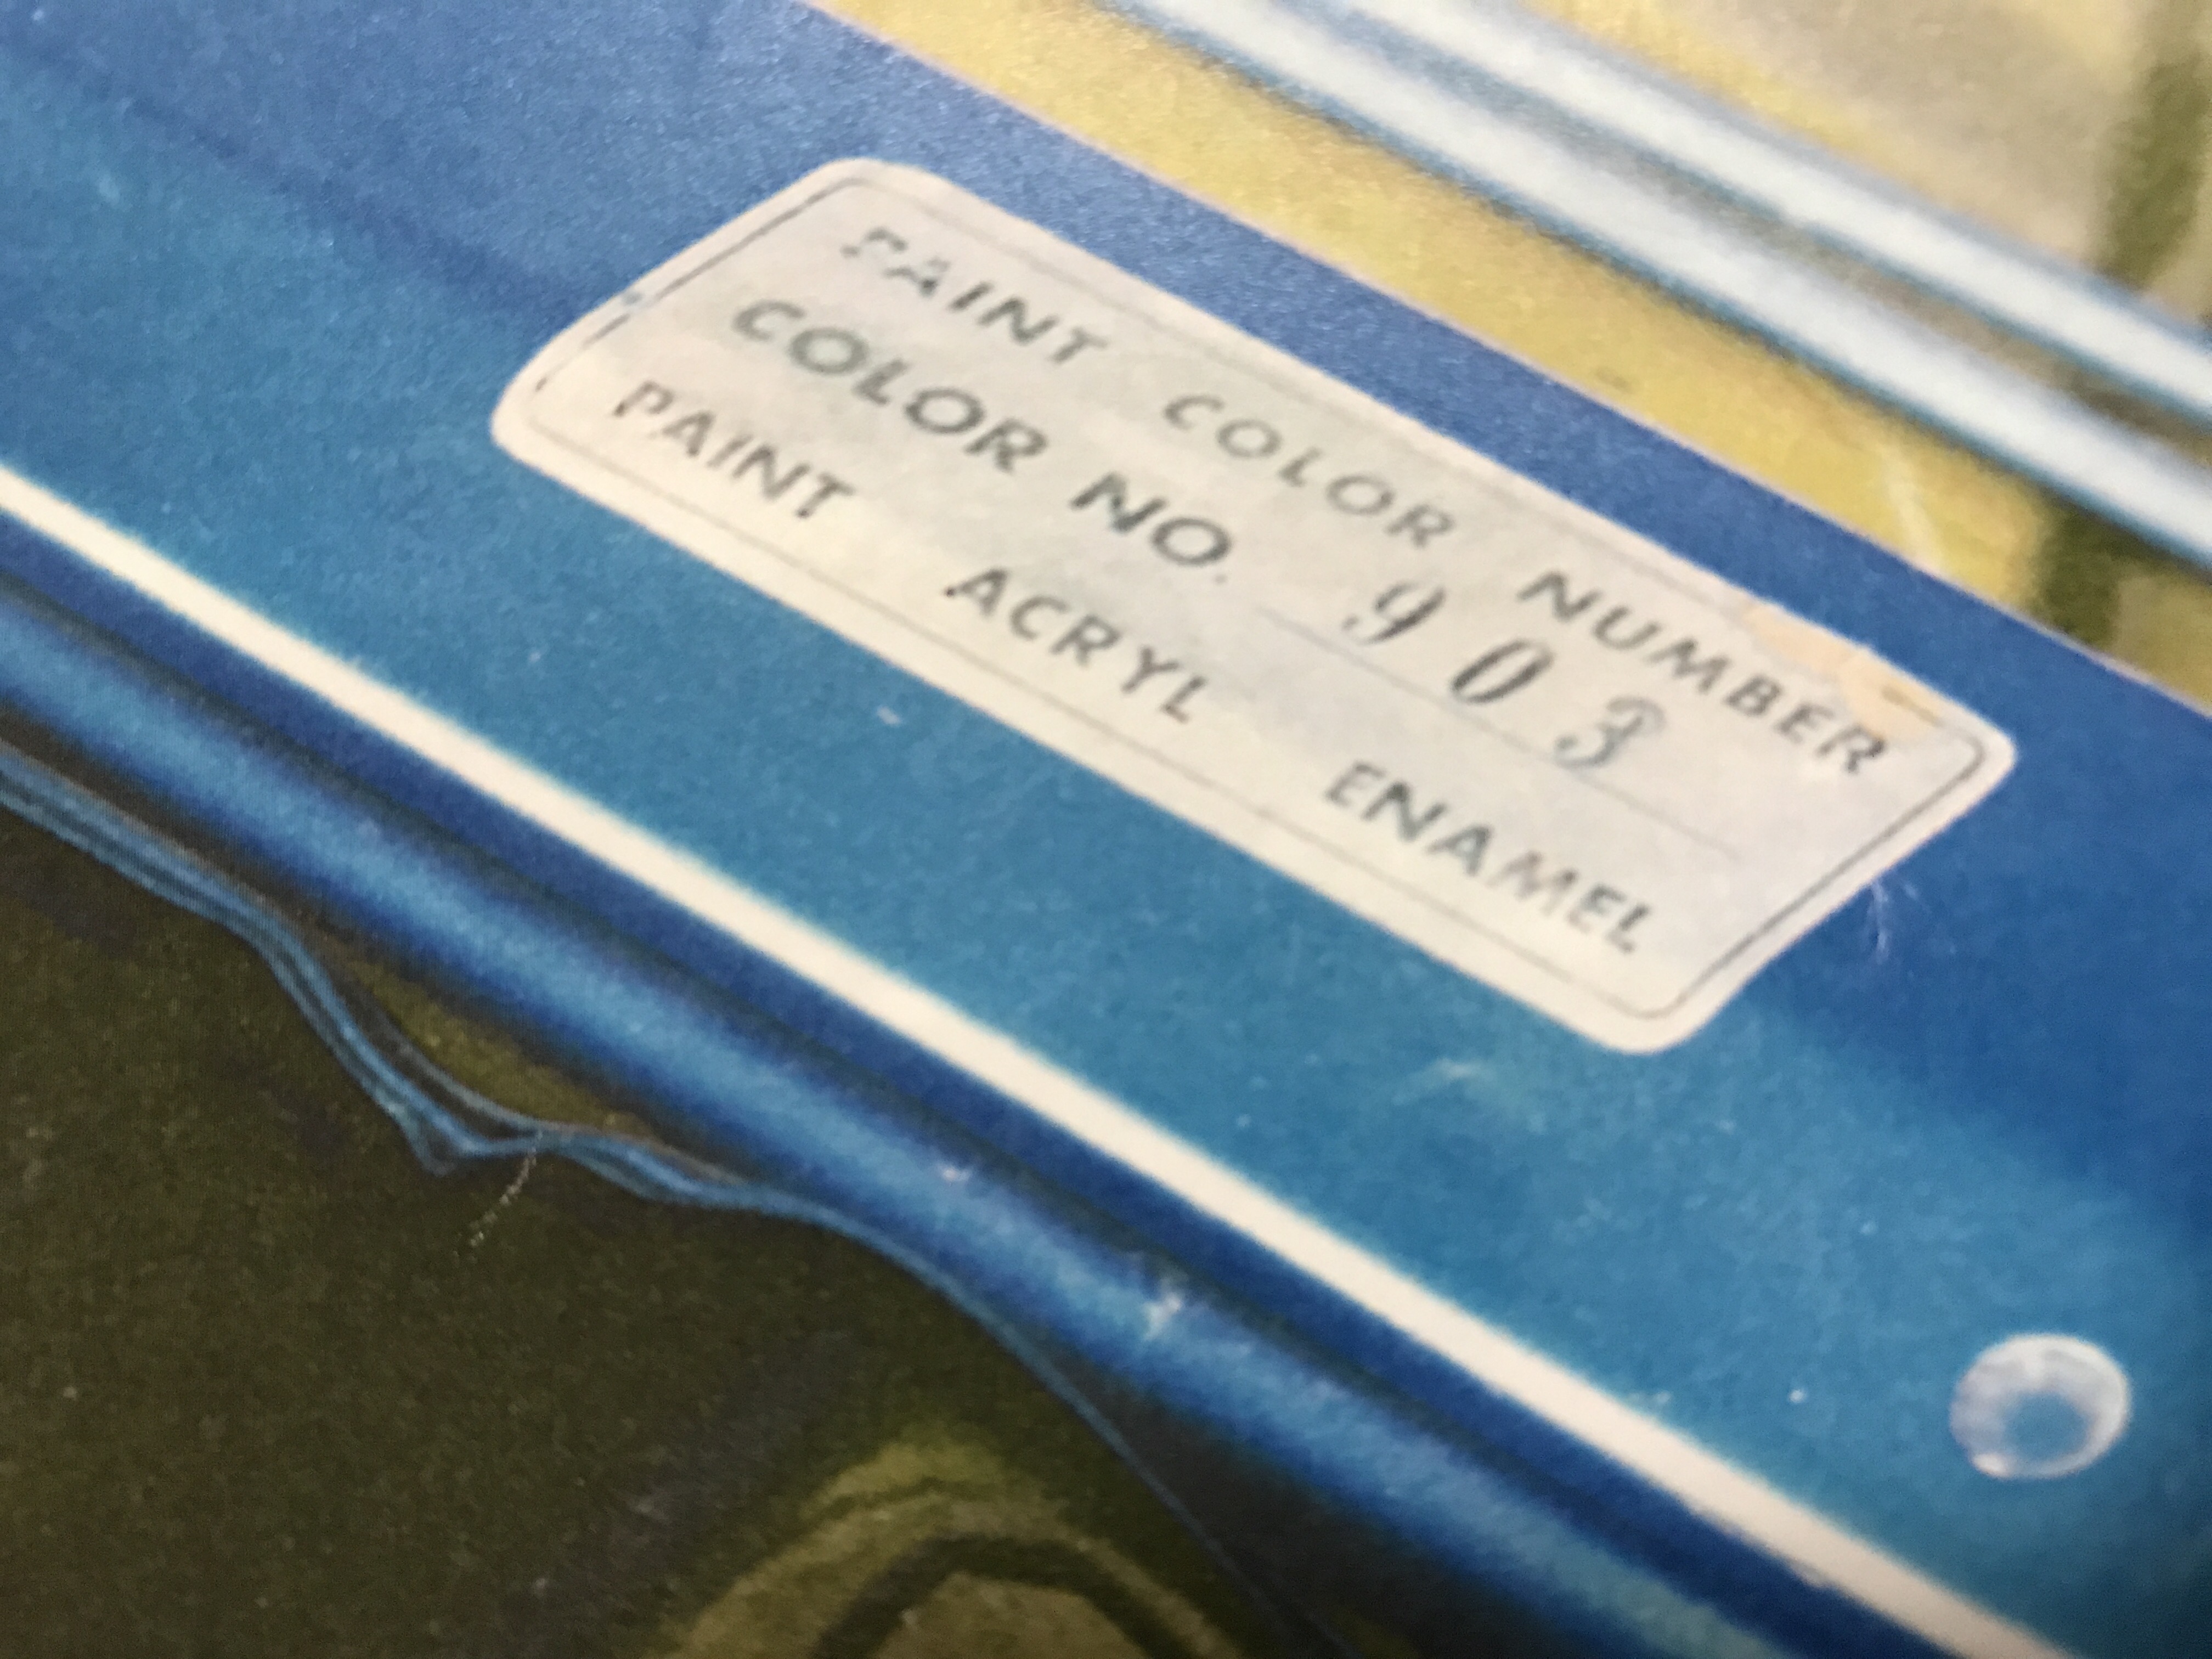 PAINT COLOR NUMBER
COLOR NO. 903
PAINT ACRYL ENAMEL